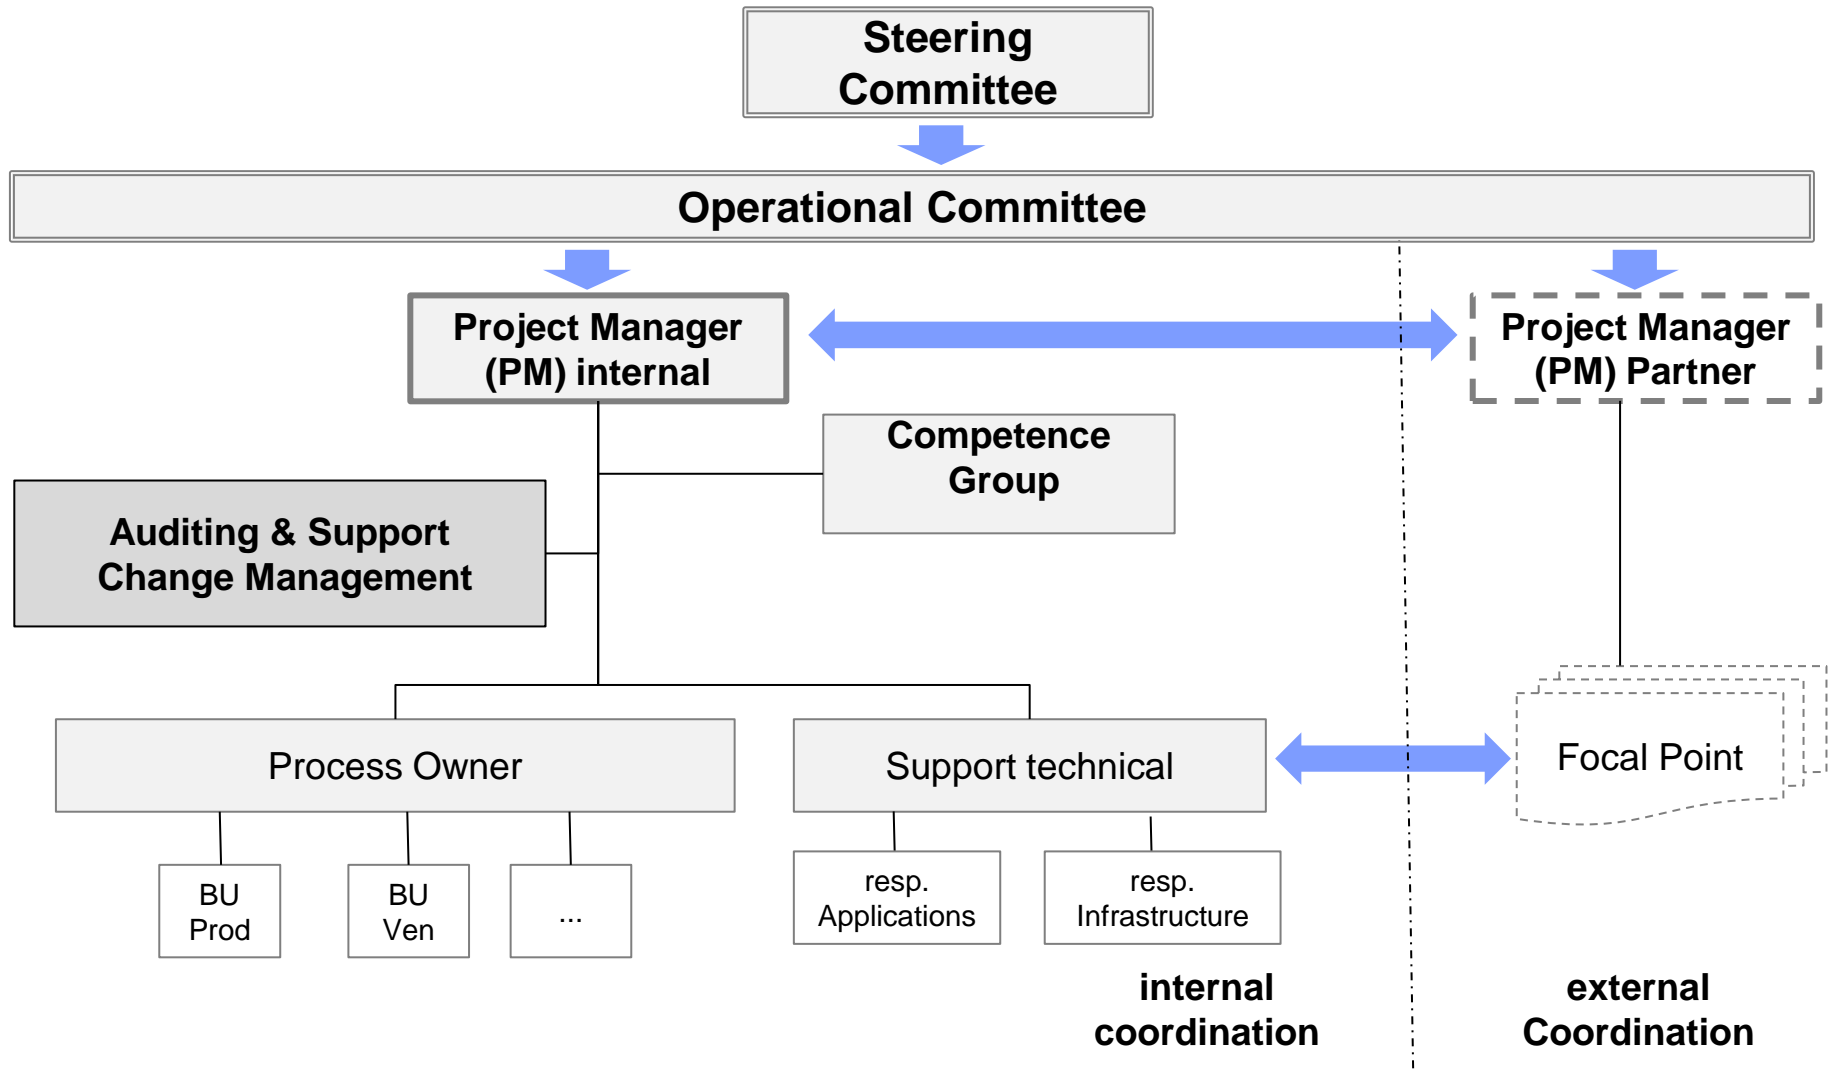 Steering
Committee
Operational Committee
Project Manager
(PM) internal
Project Manager
(PM) Partner
Competence
Group
Auditing & Support
Change Management
Process Owner
Support technical
Focal Point
BU
Prod
BU
Ven
...
resp.
Applications
resp.
Infrastructure
internal
coordination
external
Coordination